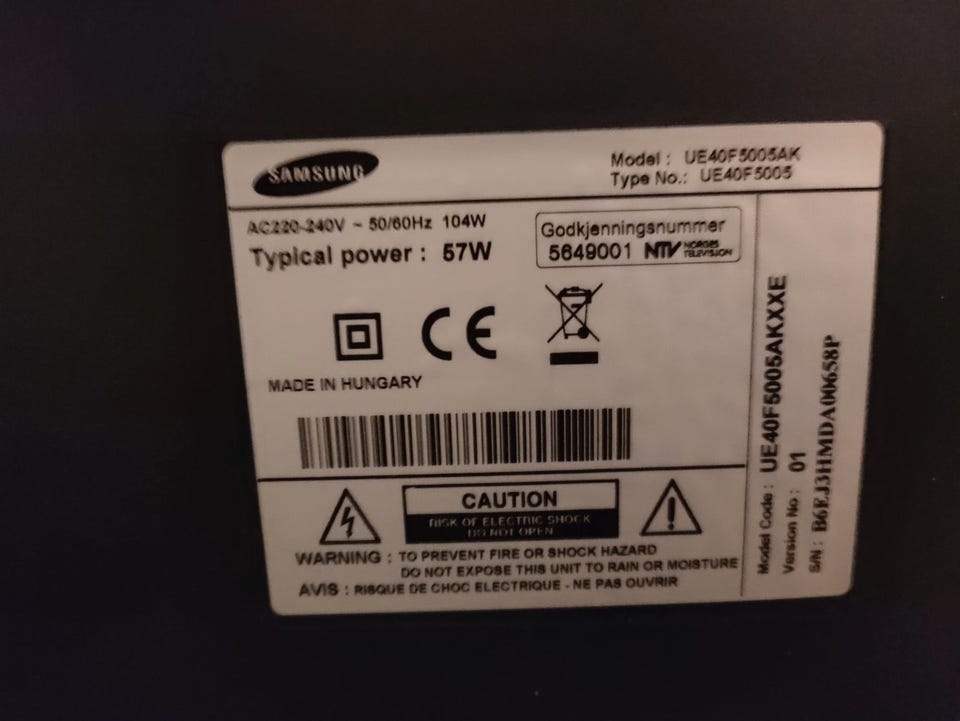 SAMSUNG
Model : UE40F5005AK
Type No.: UE40F5005
AC220-240V ~ 50/60Hz 104W
Typical power : 57W
Godkjenningsnummer
5649001 NTV NORGES
TELEVISION
MADE IN HUNGARY
CAUTION
RISK OF ELECTRIC SHOCK
DO NOT OPEN
WARNING : TO PREVENT FIRE OR SHOCK HAZARD
DO NOT EXPOSE THIS UNIT TO RAIN OR MOISTURE
AVIS : RISQUE DE CHOC ELECTRIQUE - NE PAS OUVRIR
Model Code : UE40F5005AKXXE
Version No : 01
S/N : B6EJ3HMDA00658P